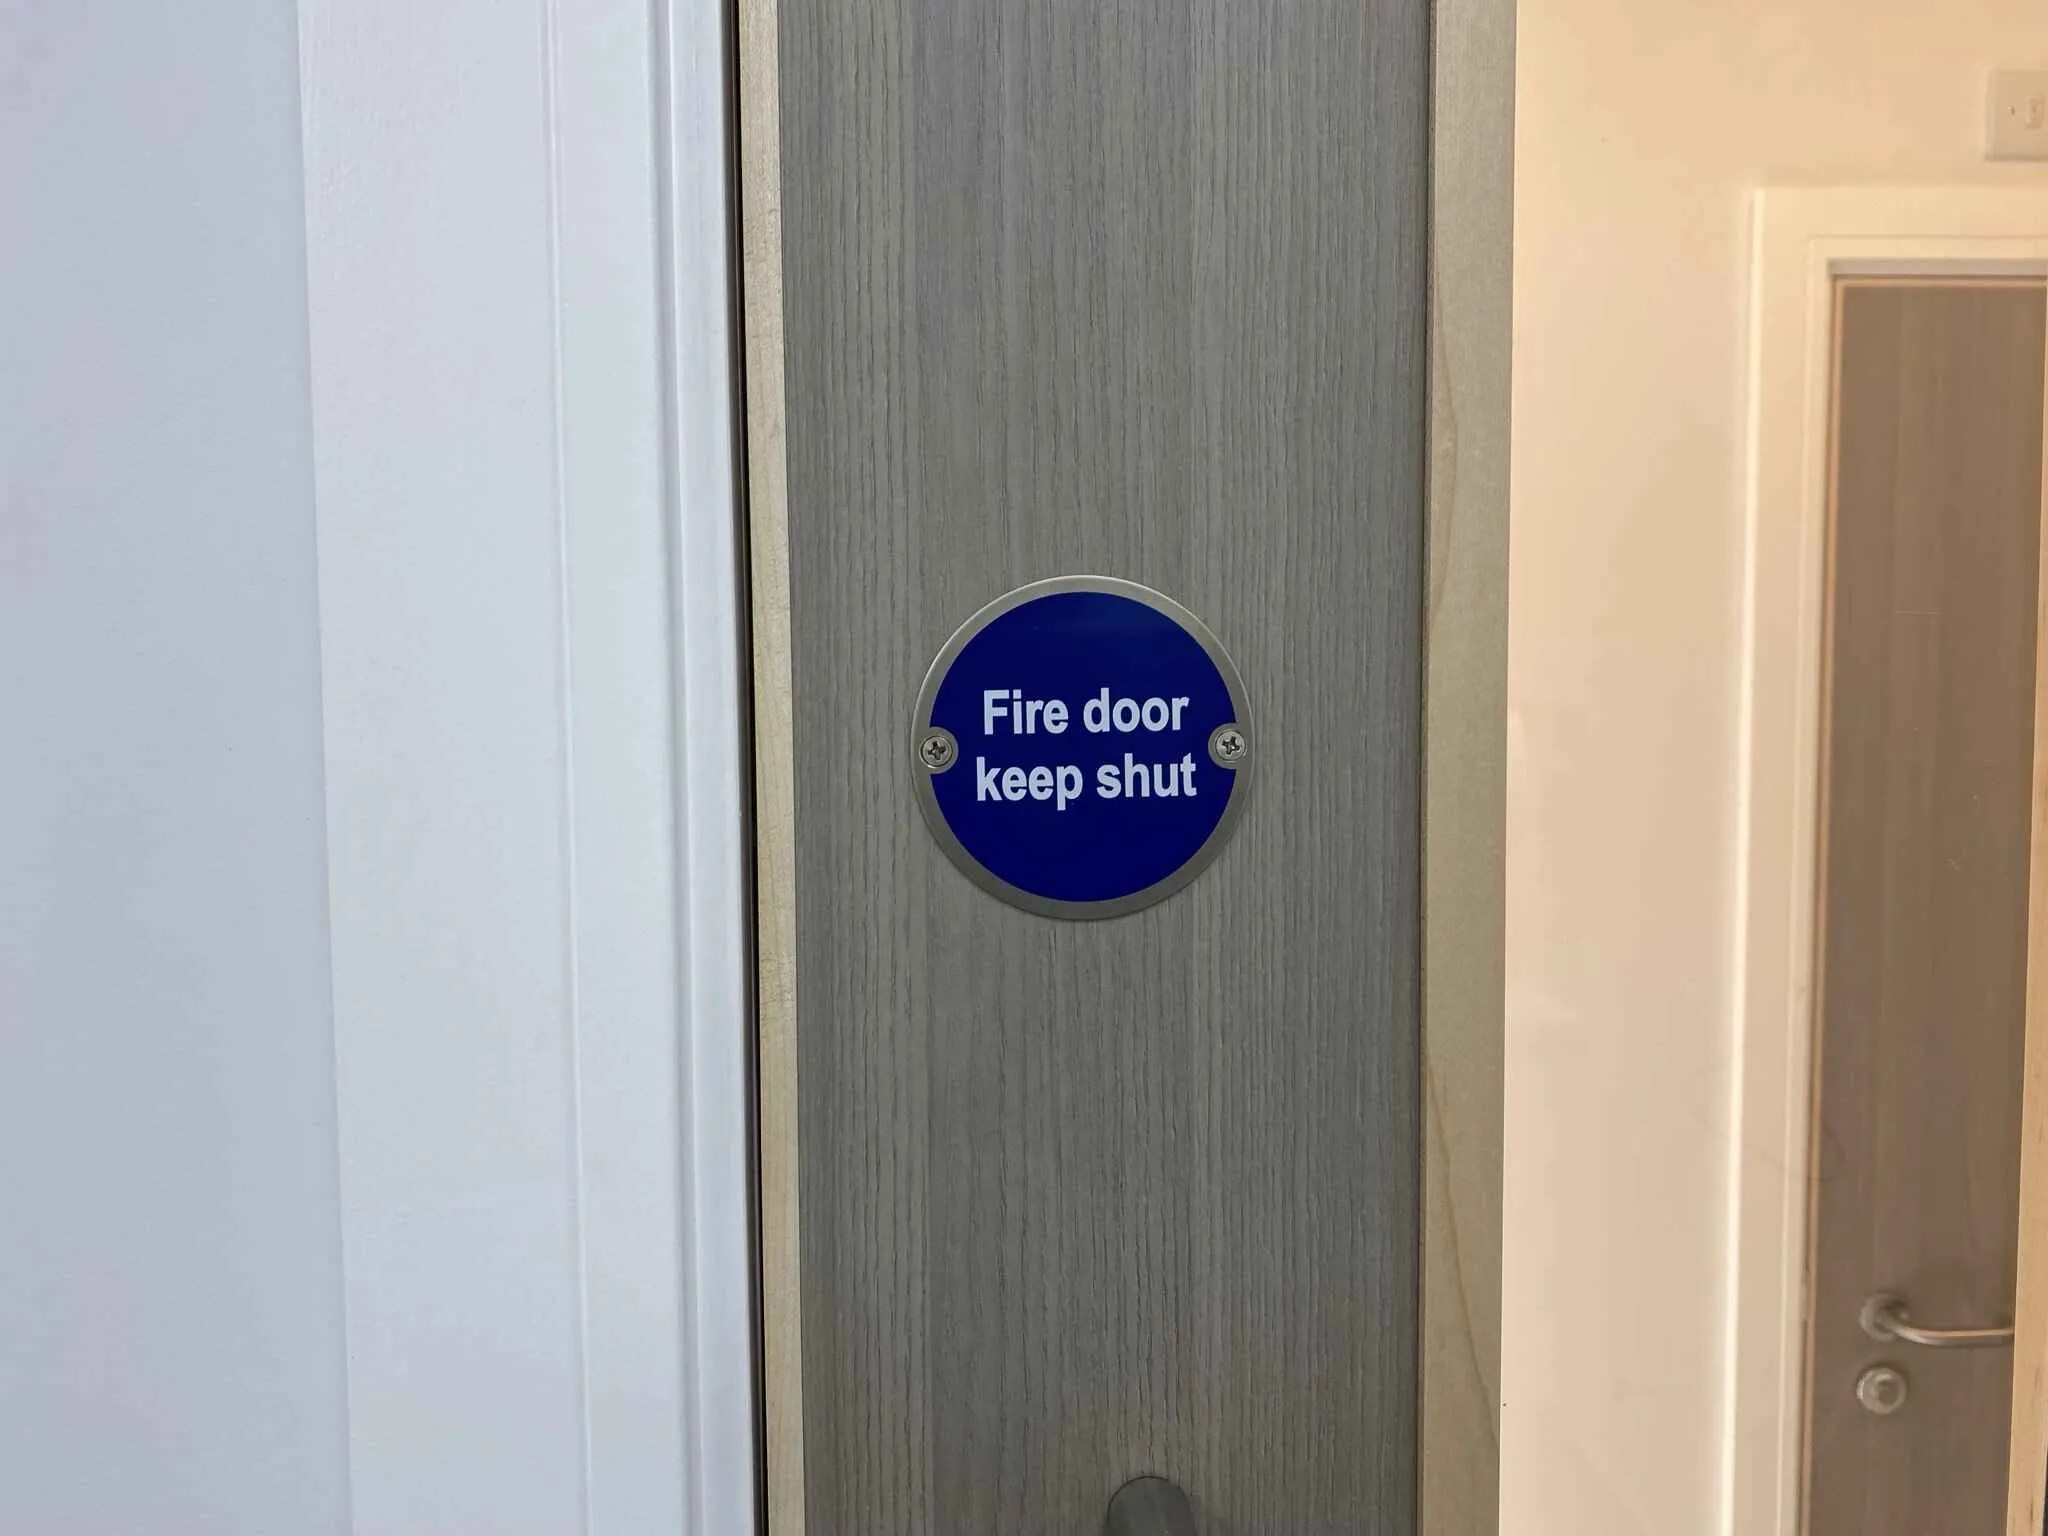 Fire door
keep shut